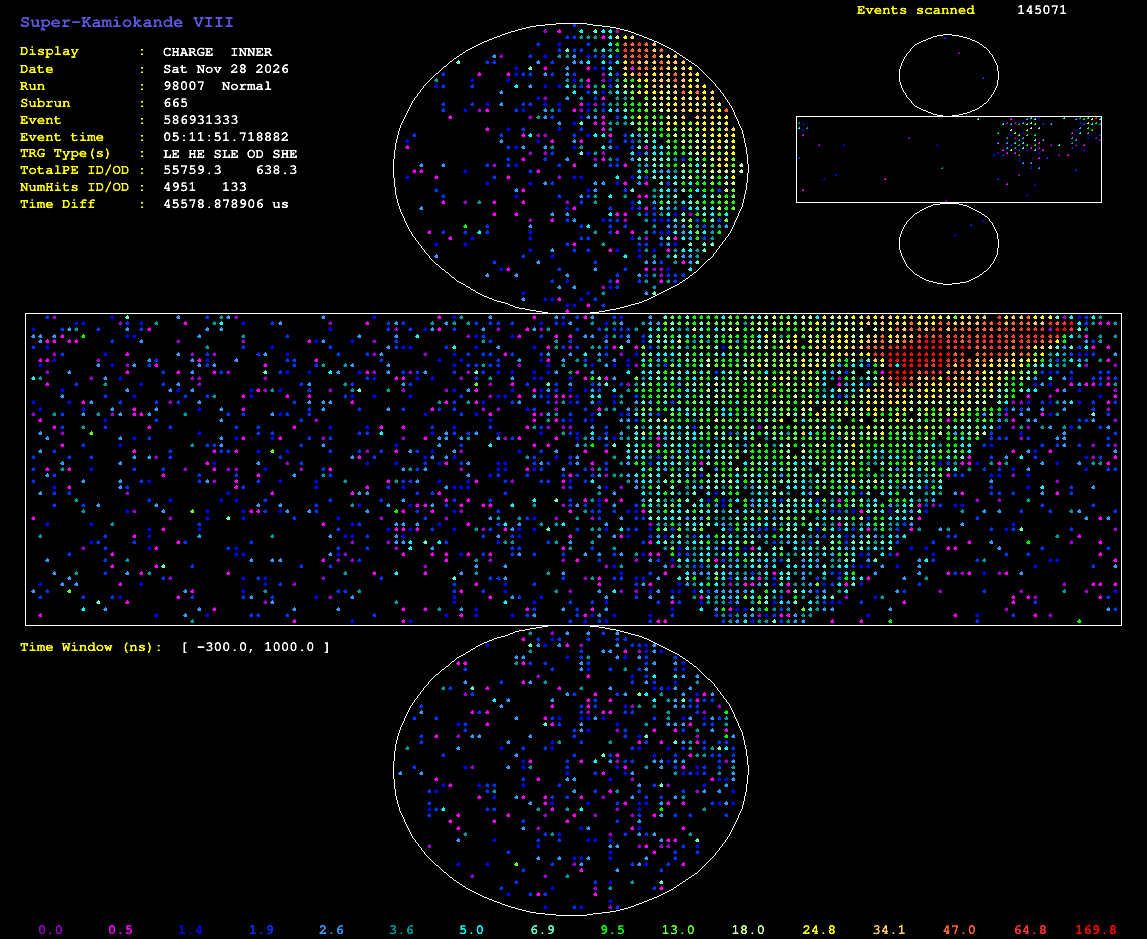 Super-Kamiokande VIII
Events scanned 145071
Display : CHARGE INNER
Date : Sat Nov 28 2026
Run : 98007 Normal
Subrun : 665
Event : 586931333
Event time : 05:11:51.718882
TRG Type(s) : LE HE SLE OD SHE
TotalPE ID/OD : 55759.3 638.3
NumHits ID/OD : 4951 133
Time Diff : 45578.878906 us
Time Window (ns): [ -300.0, 1000.0 ]
0.0 0.5 1.4 1.9 2.6 3.6 5.0 6.9 9.5 13.0 18.0 24.8 34.1 47.0 64.8 169.8